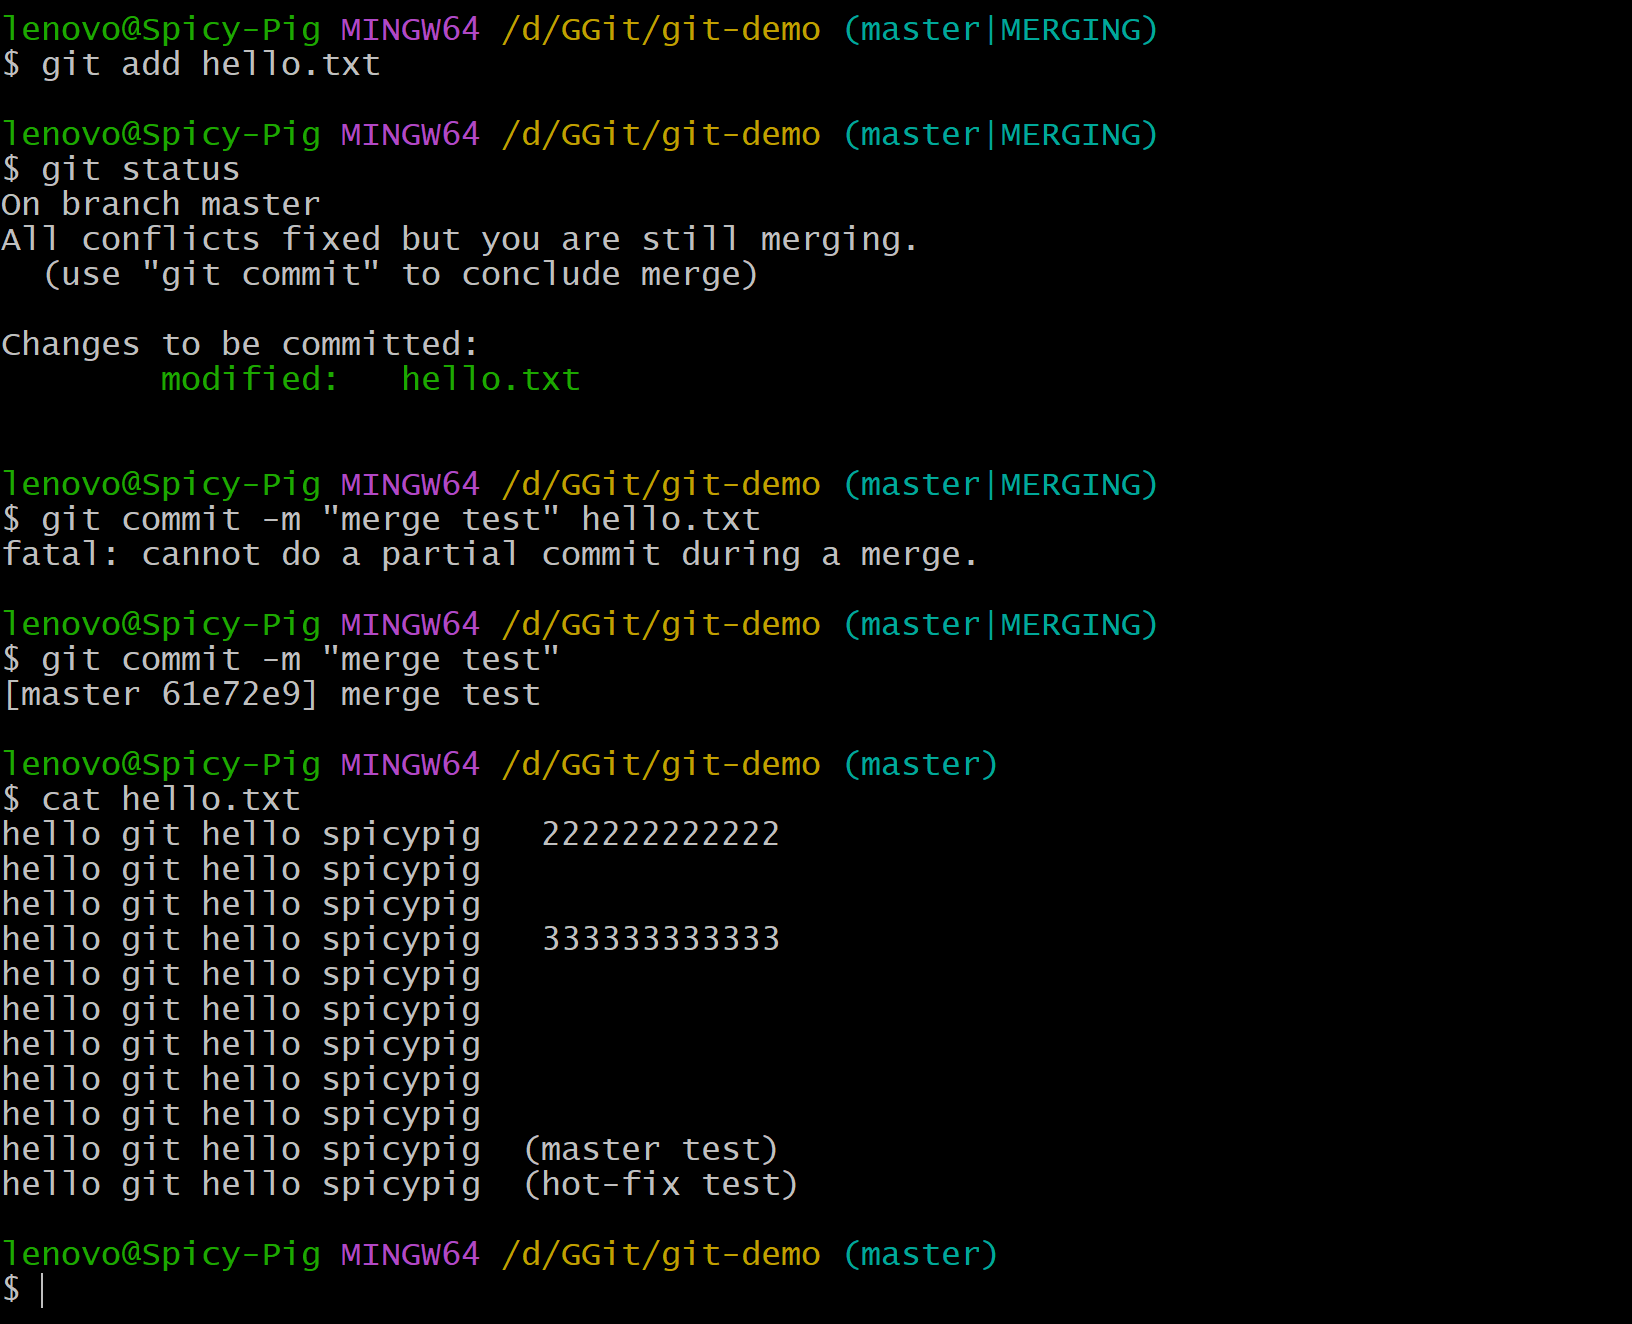 lenovo@Spicy-Pig MINGW64 /d/GGit/git-demo (master|MERGING)
$ git add hello.txt
lenovo@Spicy-Pig MINGW64 /d/GGit/git-demo (master|MERGING)
$ git status
On branch master
All conflicts fixed but you are still merging.
  (use "git commit" to conclude merge)
Changes to be committed:
        modified:   hello.txt
lenovo@Spicy-Pig MINGW64 /d/GGit/git-demo (master|MERGING)
$ git commit -m "merge test" hello.txt
fatal: cannot do a partial commit during a merge.
lenovo@Spicy-Pig MINGW64 /d/GGit/git-demo (master|MERGING)
$ git commit -m "merge test"
[master 61e72e9] merge test
lenovo@Spicy-Pig MINGW64 /d/GGit/git-demo (master)
$ cat hello.txt
hello git hello spicypig   222222222222
hello git hello spicypig
hello git hello spicypig
hello git hello spicypig   333333333333
hello git hello spicypig
hello git hello spicypig
hello git hello spicypig
hello git hello spicypig
hello git hello spicypig
hello git hello spicypig  (master test)
hello git hello spicypig  (hot-fix test)
lenovo@Spicy-Pig MINGW64 /d/GGit/git-demo (master)
$